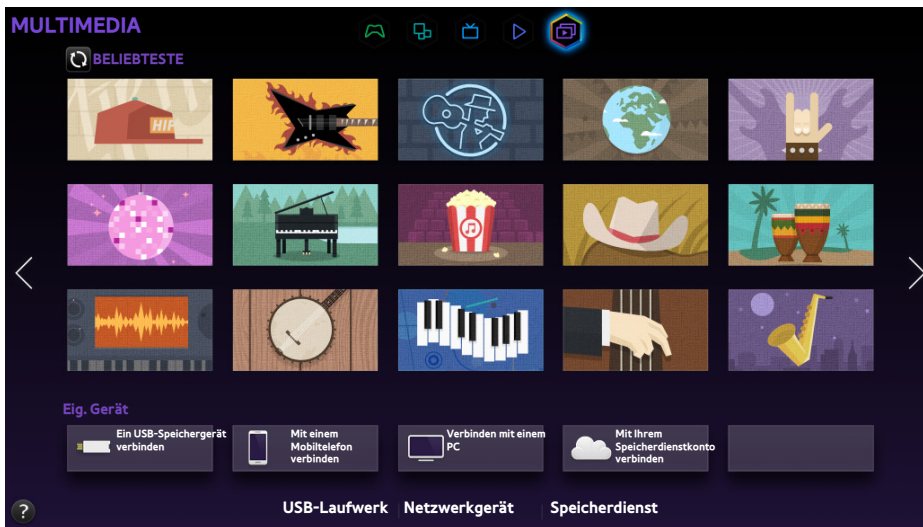 MULTIMEDIA
BELIEBTESTE
HIP
Eig. Gerät
Ein USB-Speichergerät
verbinden
Mit einem
Mobiltelefon
verbinden
Verbinden mit einem
PC
Mit Ihrem
Speicherdienstkonto
verbinden
?
USB-Laufwerk
Netzwerkgerät
Speicherdienst